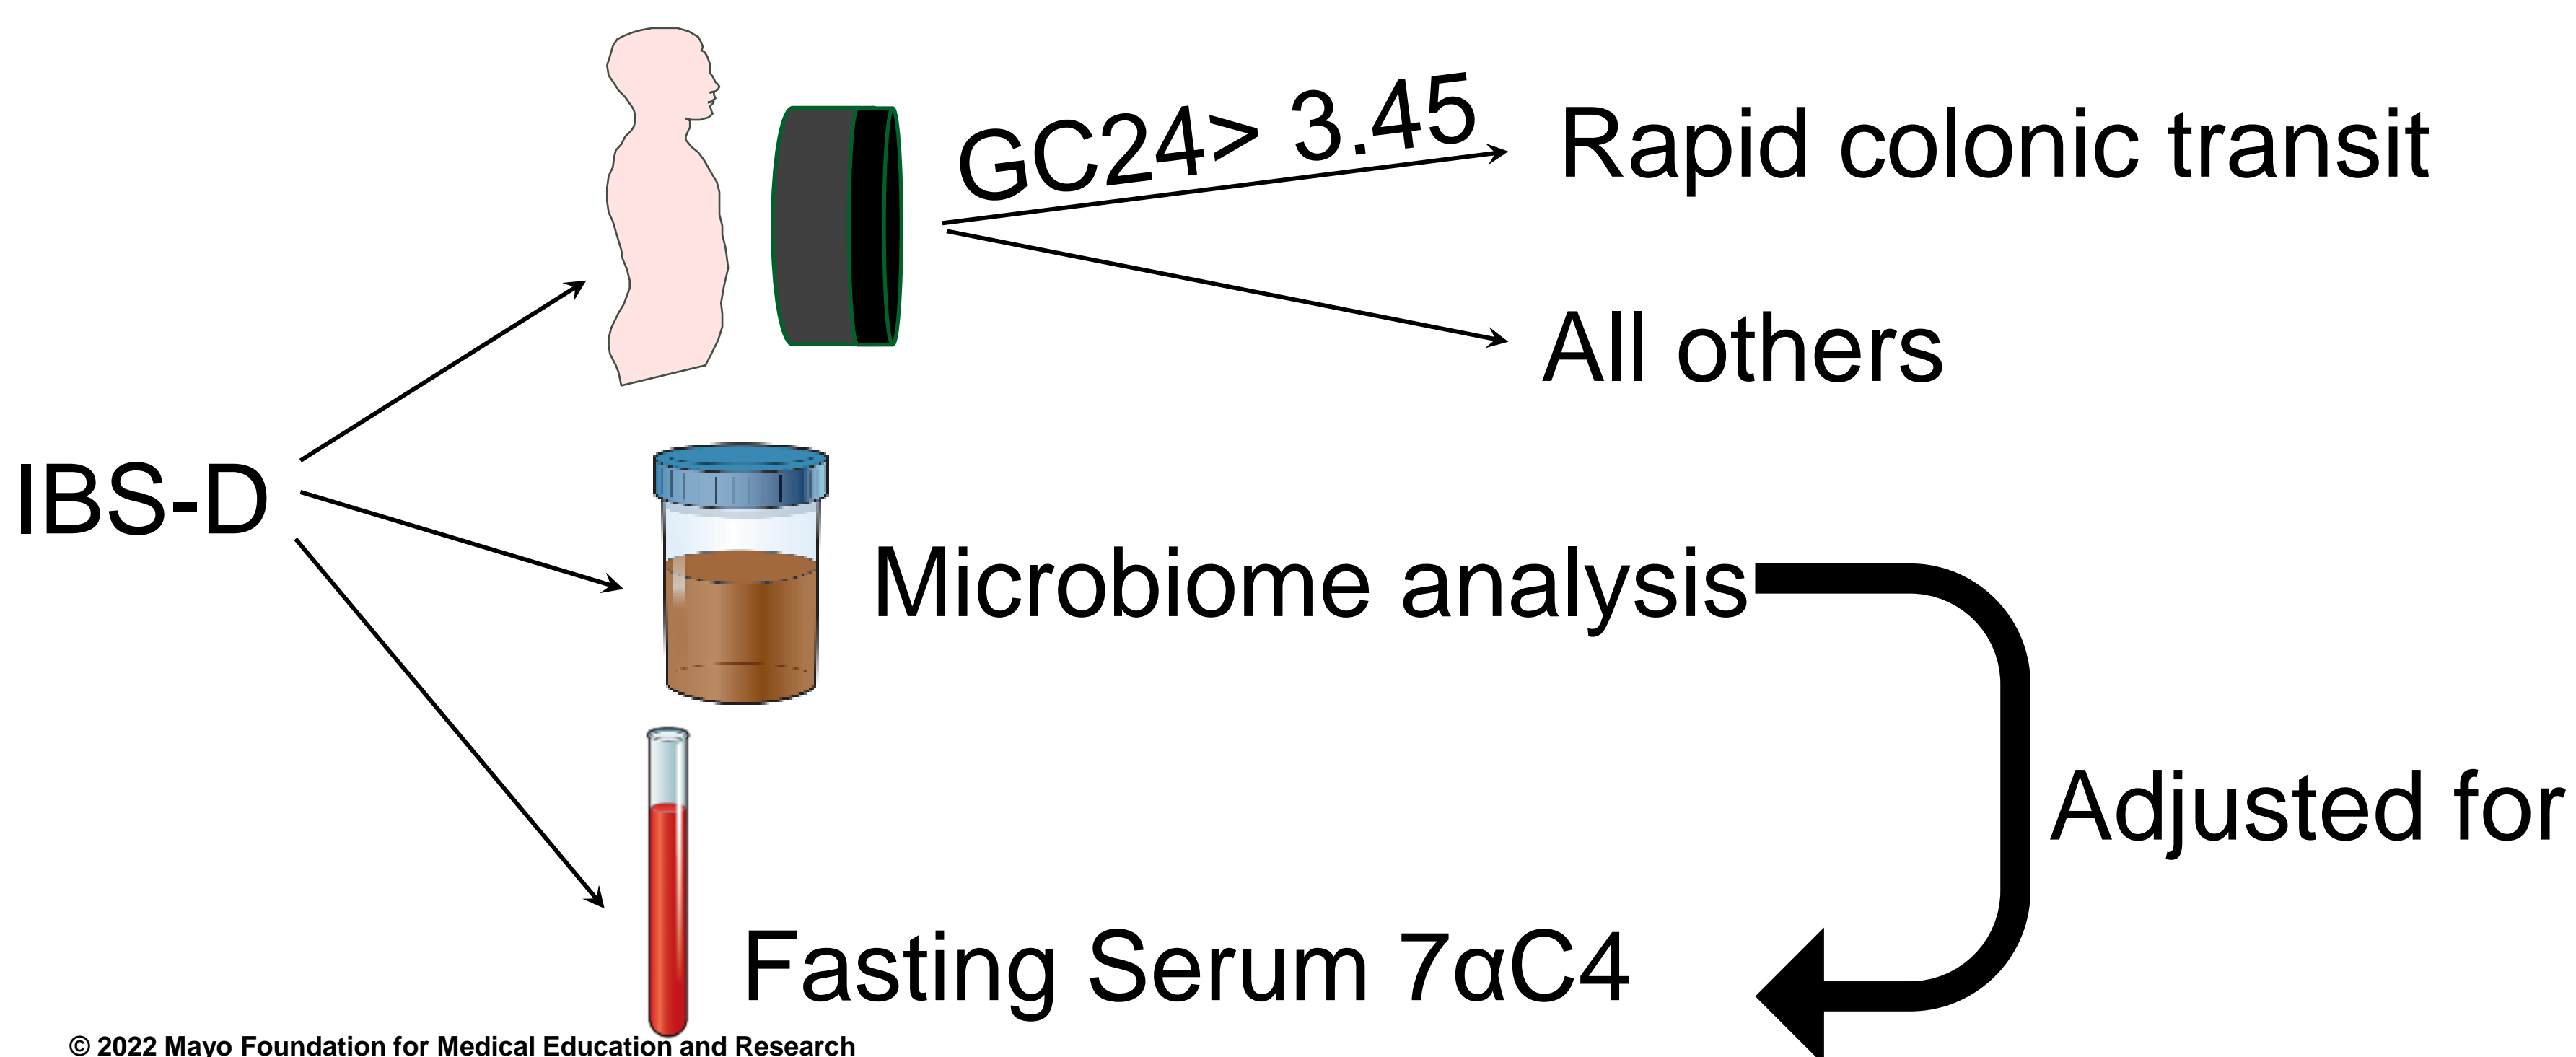 GC24> 3.45
Rapid colonic transit
All others
IBS-D
Microbiome analysis
Adjusted for
Fasting Serum 7αC4
© 2022 Mayo Foundation for Medical Education and Research